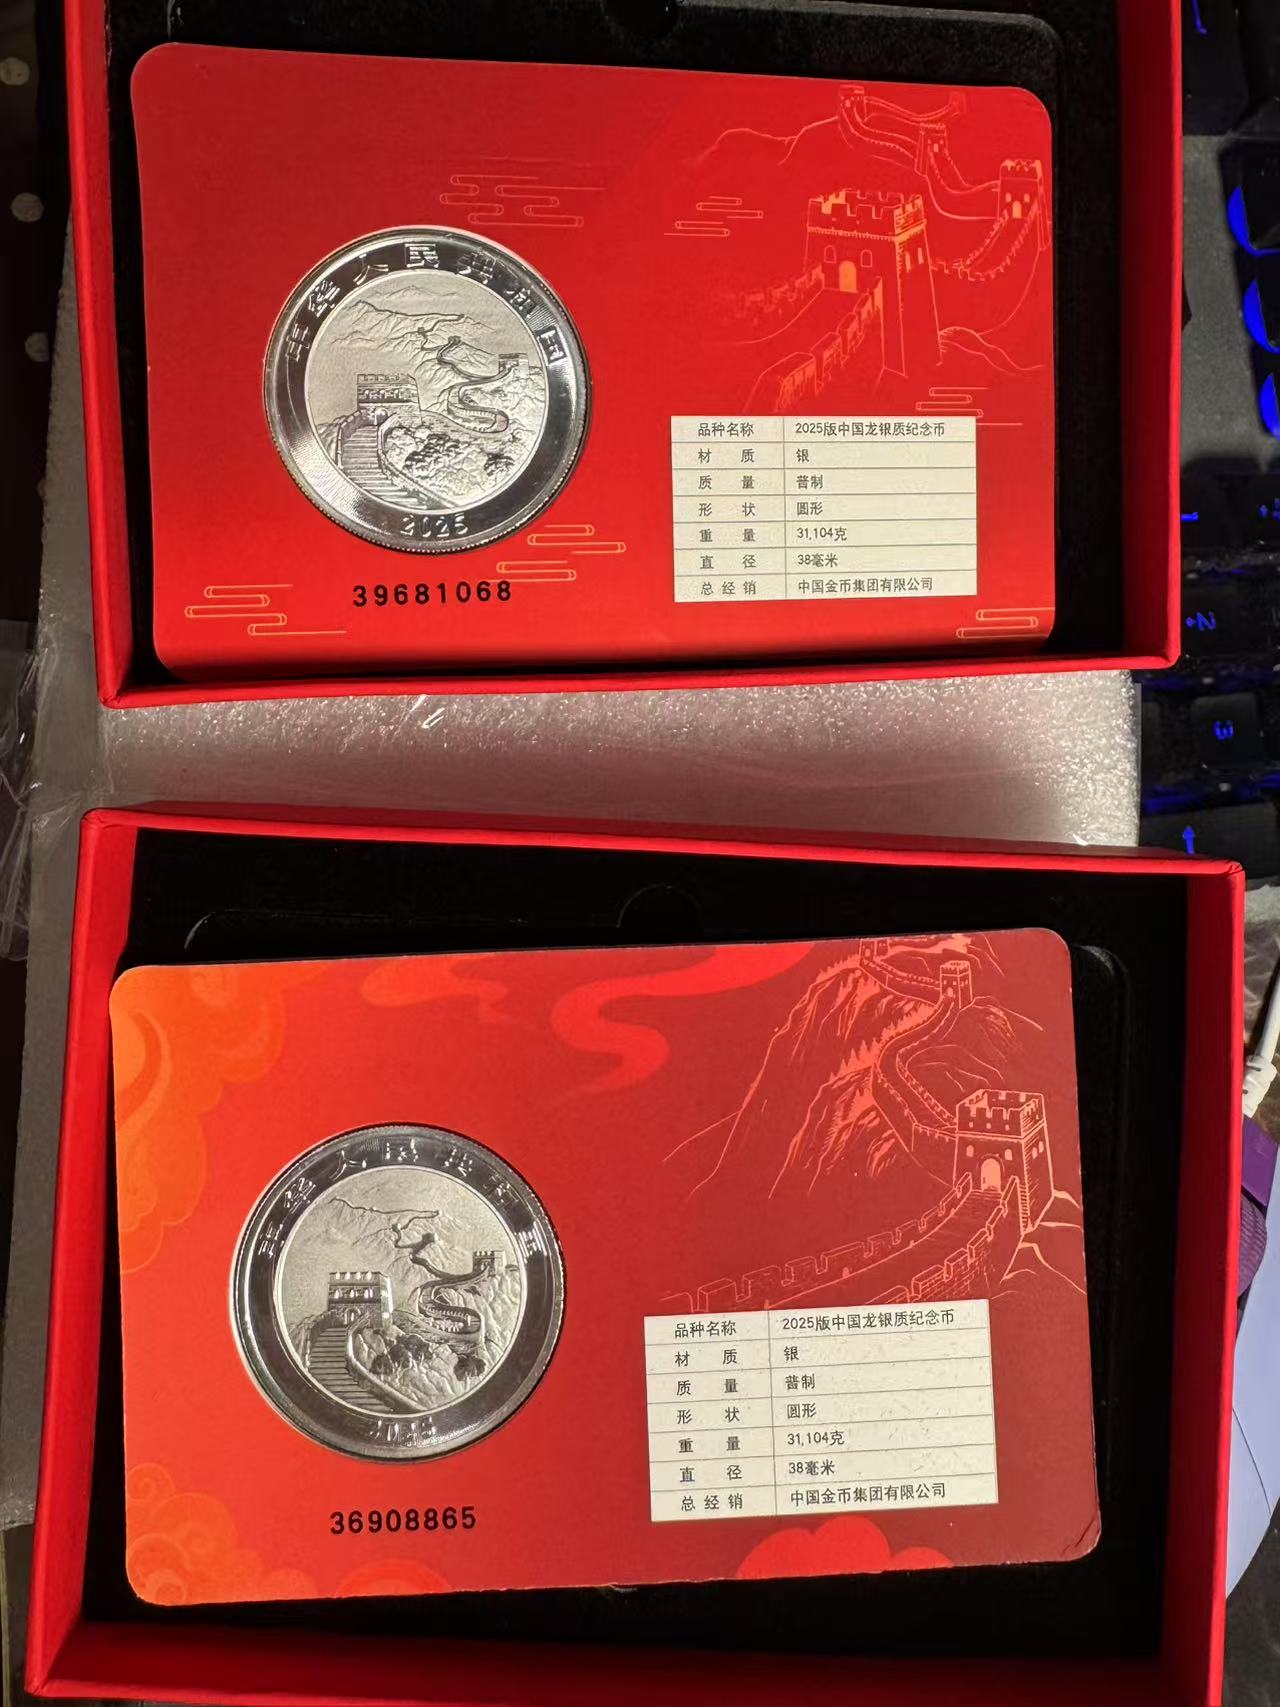 中华人民共和国
2025
39681068
品种名称 2025版中国龙银质纪念币
材 质 银
质 量 普制
形 状 圆形
重 量 31.104克
直 径 38毫米
总 经 销 中国金币集团有限公司
中华人民共和国
2025
36908865
品种名称 2025版中国龙银质纪念币
材 质 银
质 量 普制
形 状 圆形
重 量 31.104克
直 径 38毫米
总 经 销 中国金币集团有限公司